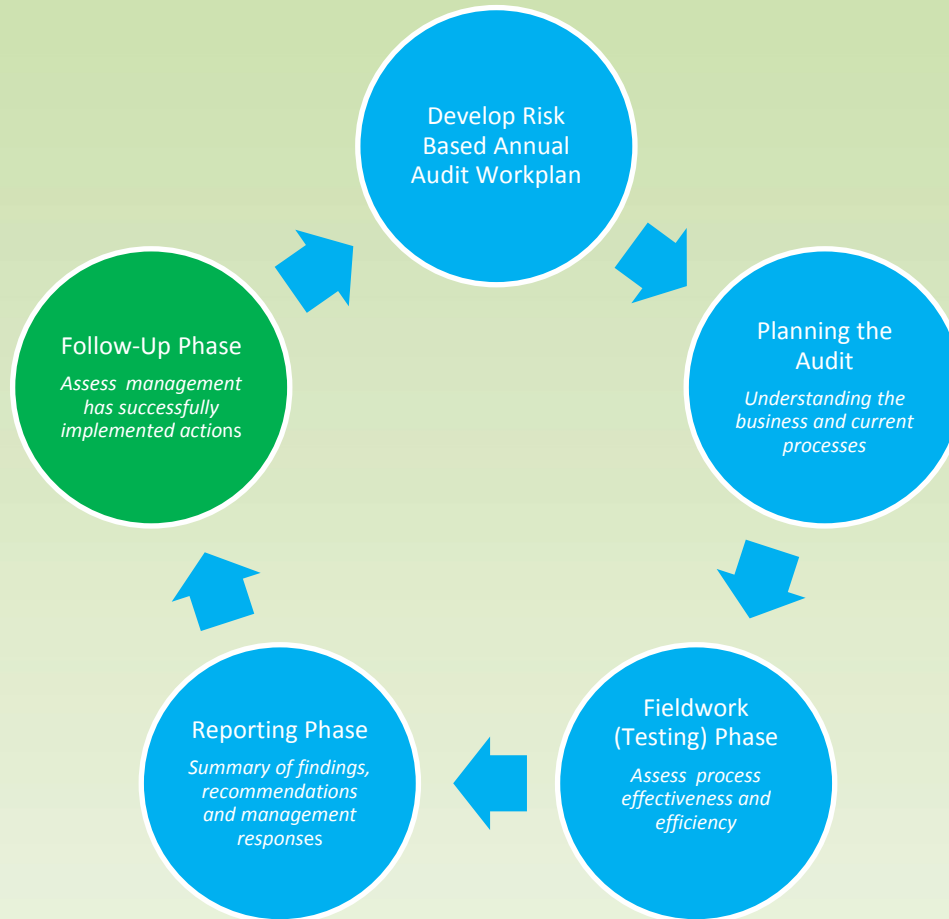 Develop Risk
Based Annual
Audit Workplan
Planning the
Audit
Understanding the
business and current
processes
Fieldwork
(Testing) Phase
Assess process
effectiveness and
efficiency
Reporting Phase
Summary of findings,
recommendations
and management
responses
Follow-Up Phase
Assess management
has successfully
implemented actions